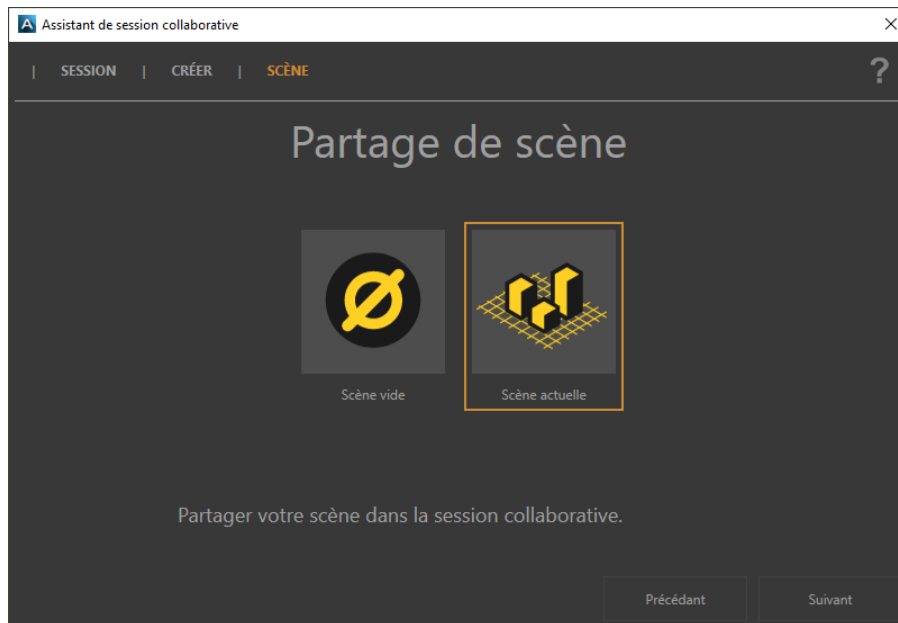 Assistant de session collaborative
| SESSION | CRÉER | SCÈNE ?
Partage de scène
Scène vide
Scène actuelle
Partager votre scène dans la session collaborative.
Précédant
Suivant